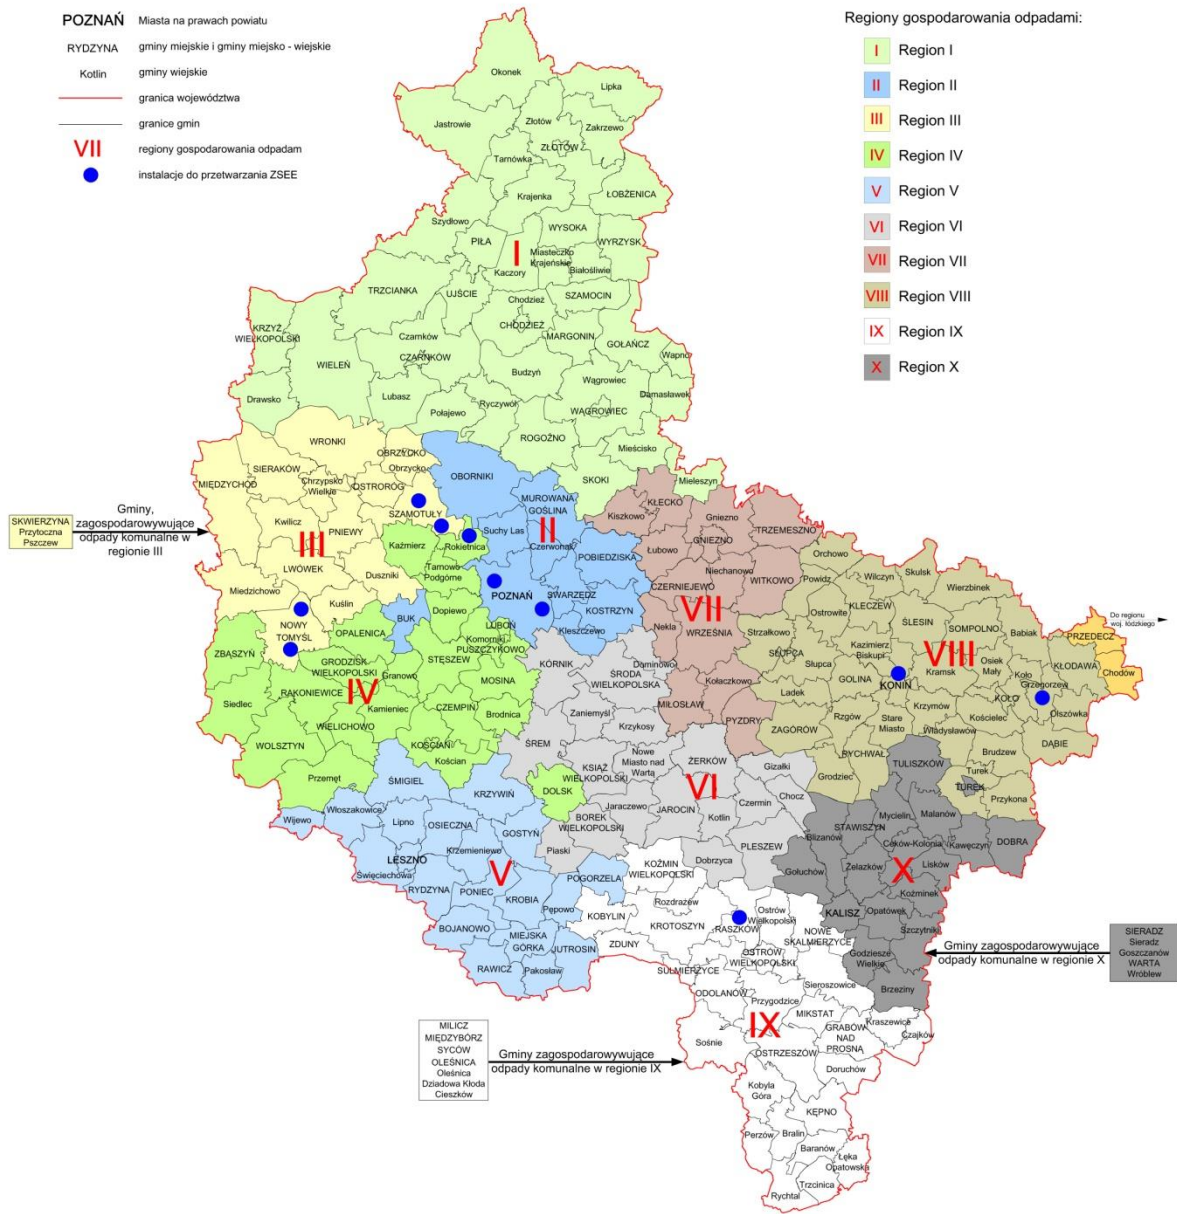 POZNAŃ Miasta na prawach powiatu
RYDZYNA gminy miejskie i gminy miejsko - wiejskie
Kotlin gminy wiejskie
granica województwa
granice gmin
VII regiony gospodarowania odpadam
instalacje do przetwarzania ZSEE
Regiony gospodarowania odpadami:
I Region I
II Region II
III Region III
IV Region IV
V Region V
VI Region VI
VII Region VII
VIII Region VIII
IX Region IX
X Region X
Okonek
Lipka
Jastrowie
Złotów
Zakrzewo
ZŁOTÓW
Tarnówka
Krajenka
ŁOBŻENICA
Szydłowo
WYSOKA
PIŁA
WYRZYSK
I
Miasteczko
Krajeńskie
Kaczory
Białośliwie
TRZCIANKA
UJŚCIE
SZAMOCIN
Chodzież
CHODZIEŻ
KRZYŻ
WIELKOPOLSKI
Czarnków
CZARNKÓW
MARGONIN
GOŁAŃCZ
Wapno
WIELEŃ
Budzyń
Wągrowiec
Damasławek
Drawsko
Lubasz
Połajewo
Ryczywół
WĄGROWIEC
ROGOŹNO
Mieścisko
SKOKI
Mieleszyn
WRONKI
OBRZYCKO
Obrzycko
SIERAKÓW
MIĘDZYCHÓD
Chrzypsko
Wielkie
OSTRORÓG
SZAMOTUŁY
Kwilicz
PNIEWY
III
LWÓWEK
Duszniki
Miedzichowo
Kuślin
NOWY
TOMYŚL
Gminy,
zagospodarowywujące
odpady komunalne w
regionie III
SKWIERZYNA
Przytoczna
Pszczew
OBORNIKI
MUROWANA
GOŚLINA
II
Suchy Las
Czerwonak
POBIEDZISKA
POZNAŃ
SWARZĘDZ
KOSTRZYN
Kleszczewo
BUK
Kaźmierz
Rokietnica
Tarnowo
Podgórne
Dopiewo
LUBOŃ
Komorniki
PUSZCZYKOWO
STĘSZEW
MOSINA
OPALENICA
ZBĄSZYŃ
GRODZISK
WIELKOPOLSKI
Granowo
RAKONIEWICE
IV
Siedlec
Kamieniec
CZEMPIŃ
Brodnica
WIELICHOWO
WOLSZTYN
KOŚCIAN
Kościan
Przemęt
DOLSK
KŁECKO
Kiszkowo
Gniezno
TRZEMESZNO
GNIEZNO
Łubowo
Niechanowo
CZERNIEJEWO
WITKOWO
VII
Nekla
WRZEŚNIA
Kołaczkowo
MIŁOSŁAW
PYZDRY
Orchowo
Skulsk
Wilczyn
Wierzbinek
Powidz
KLECZEW
Ostrowite
ŚLESIN
SOMPOLNO
Babiak
Strzałkowo
Kazimierz
Biskupi
VIII
SŁUPCA
Słupca
Osiek
Mały
KŁODAWA
Kramsk
Koło
GOLINA
KONIN
Grzegorzew
KOŁO
Lądek
Krzymów
Olszówka
Rzgów
Stare
Miasto
Kościelec
ZAGORÓW
Władysławów
DĄBIE
RYCHWAŁ
Brudzew
Grodziec
Turek
TUREK
Przykona
PRZEDECZ
Chodów
Do regionu
woj. łódzkiego
KÓRNIK
Dominowo
ŚRODA
WIELKOPOLSKA
Zaniemyśl
Krzykosy
ŚREM
Nowe
Miasto nad
Wartą
ŻERKÓW
Gizałki
KSIĄŻ
WIELKOPOLSKI
VI
Chocz
Jaraczewo
Czermin
JAROCIN
Kotlin
BOREK
WIELKOPOLSKI
PLESZEW
Piaski
Dobrzyca
ŚMIGIEL
KRZYWIŃ
Włoszakowice
Wijewo
Lipno
OSIECZNA
GOSTYŃ
Krzemieniewo
LESZNO
Święciechowa
V
RYDZYNA
PONIEC
KROBIA
POGORZELA
Pępowo
BOJANOWO
MIEJSKA
GÓRKA
JUTROSIN
RAWICZ
Pakosław
TULISZKÓW
Mycielin
Malanów
STAWISZYN
Blizanów
Ceków-Kolonia
Kawęczyn
DOBRA
Gołuchów
Żelazków
X
Lisków
Koźminek
KALISZ
Opatówek
Szczytniki
Godziesze
Wielkie
Brzeziny
Gminy zagospodarowywujące
odpady komunalne w regionie X
SIERADZ
Sieradz
Goszczanów
WARTA
Wróblew
KOŹMIN
WIELKOPOLSKI
Rozdrażew
KOBYLIN
KROTOSZYN
Ostrów
Wielkopolski
RASZKÓW
NOWE
SKALMIERZYCE
ZDUNY
OSTRÓW
WIELKOPOLSKI
SULMIERZYCE
Sieroszowice
ODOLANÓW
Przygodzice
MIKSTAT
IX
Kraszewice
Czajków
GRABÓW
NAD
PROSNĄ
Sośnie
OSTRZESZÓW
Doruchów
Kobyla
Góra
KĘPNO
Perzów
Bralin
Baranów
Łęka
Opatowska
Trzcinica
Rychtal
Gminy zagospodarowywujące
odpady komunalne w regionie IX
MILICZ
MIĘDZYBÓRZ
SYCÓW
OLEŚNICA
Oleśnica
Dziadowa Kłoda
Cieszków